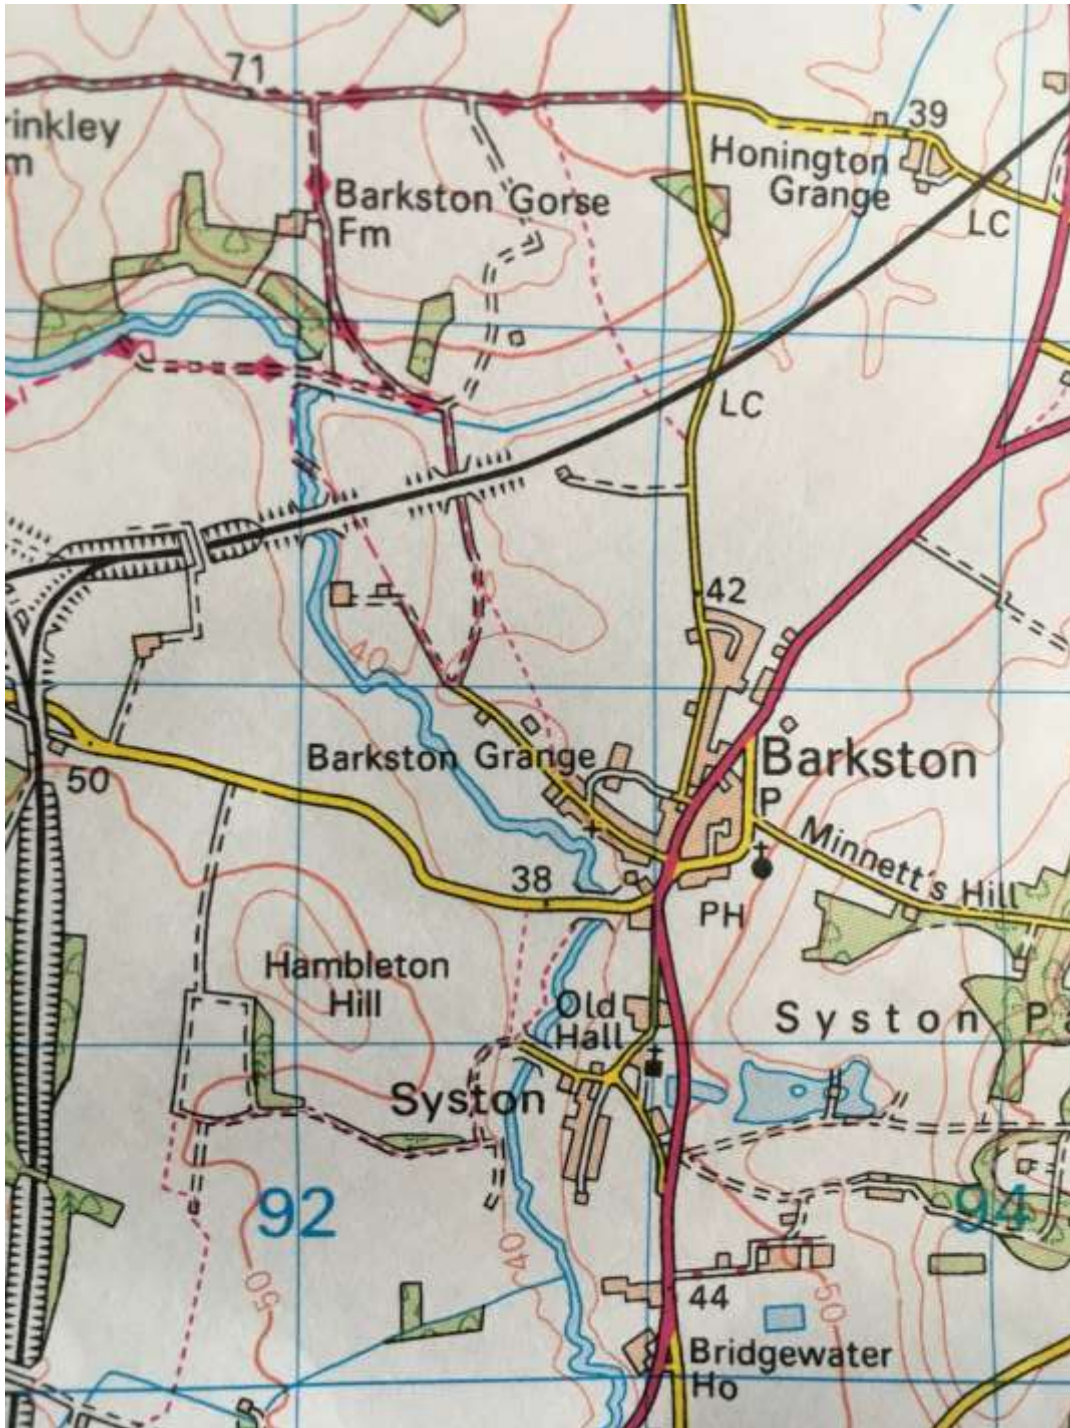 71
rinkley
m
39
Honington
Grange
Barkston Gorse
Fm
LC
LC
42
40
Barkston Grange
Barkston
50
P
Minnett's Hill
38
PH
Hambleton
Hill
Old
Hall
Syston Pa
Syston
92
94
40
50
50
44
Bridgewater
Ho